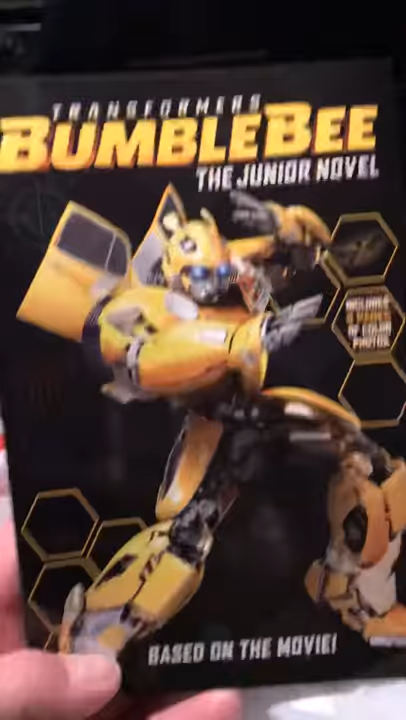 TRANSFORMERS
BUMBLEBEE
THE JUNIOR NOVEL
INCLUDES
8 PAGES
OF COLOR
PHOTOS!
BASED ON THE MOVIE!